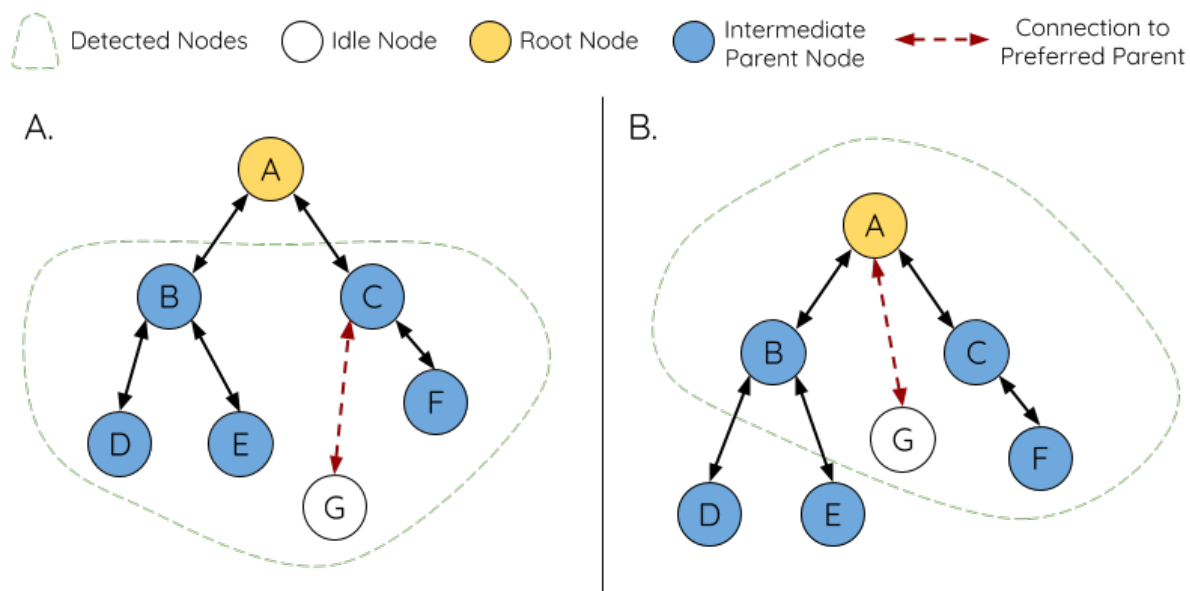 Detected Nodes
Idle Node
Root Node
Intermediate
Parent Node
Connection to
Preferred Parent
A.
A
B
C
D
E
F
G
B.
A
B
C
G
F
D
E